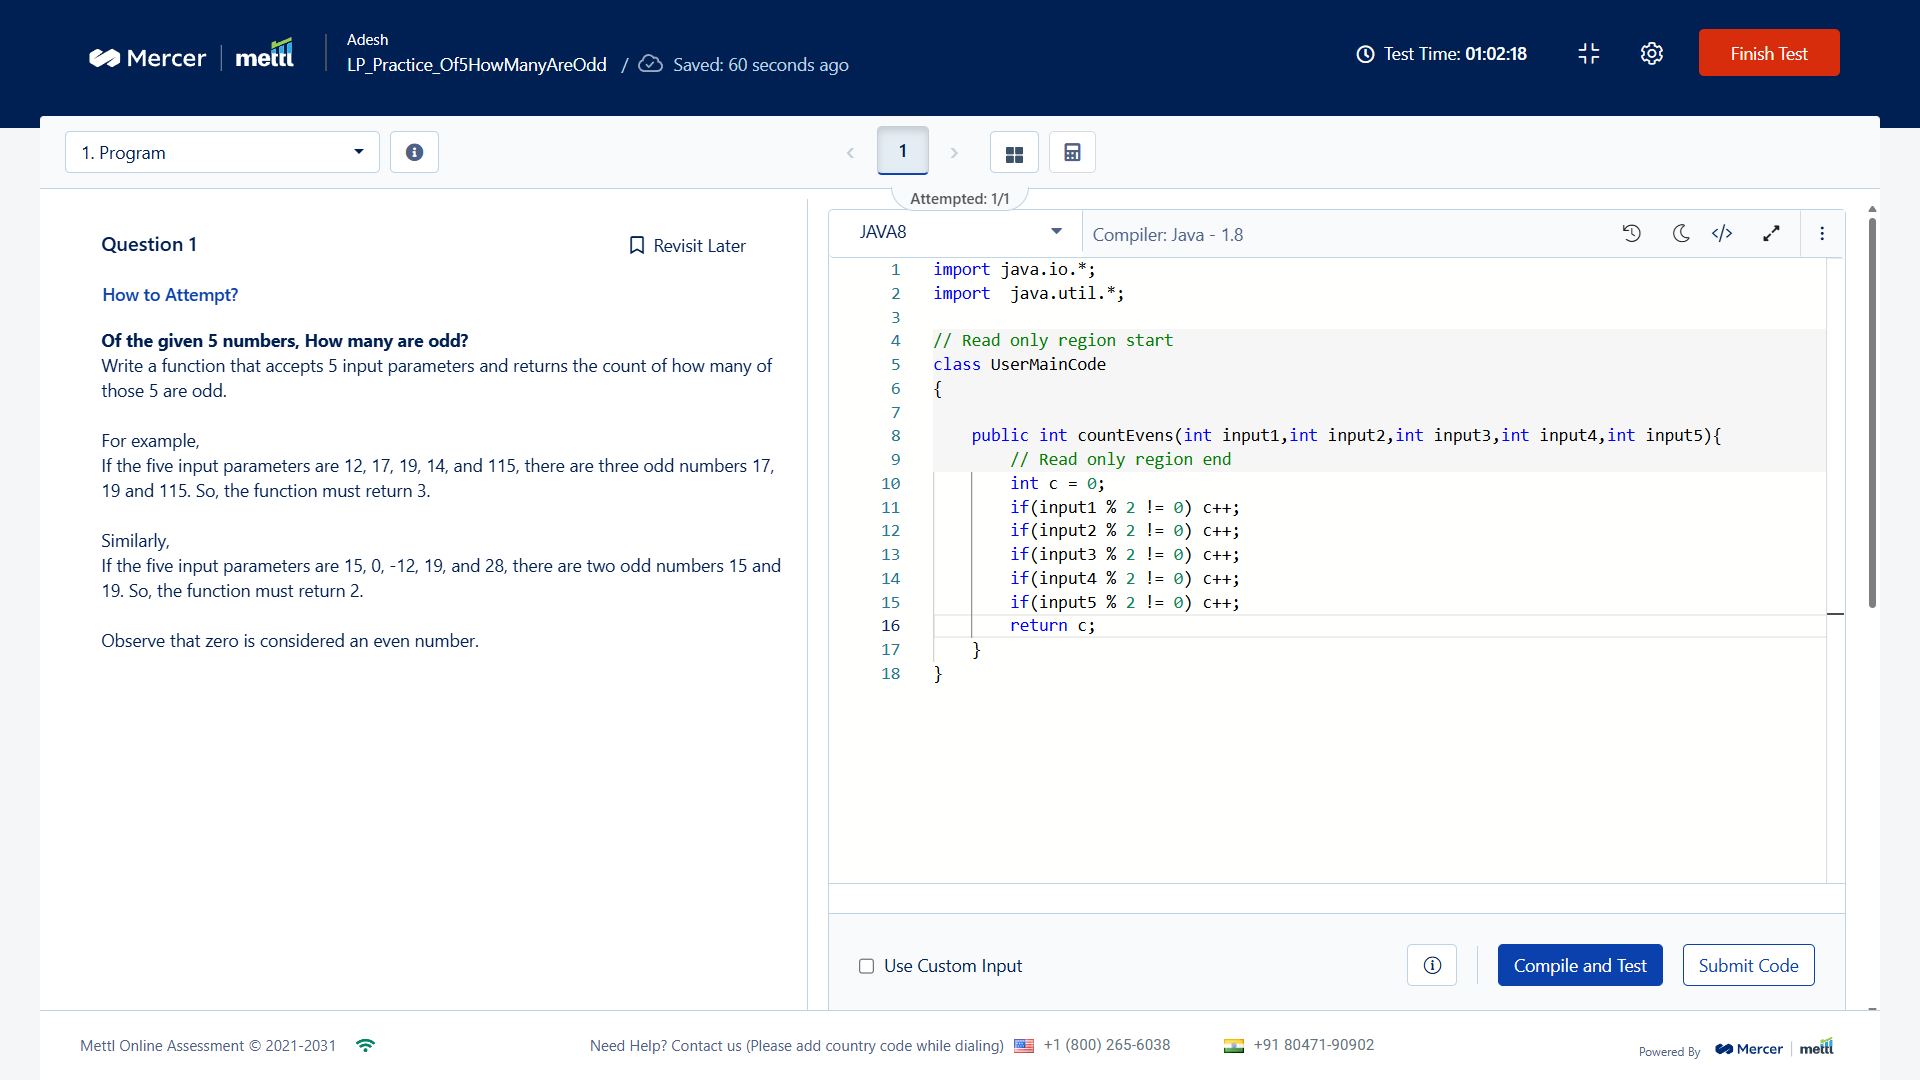 Mercer | mettl
Adesh
LP_Practice_Of5HowManyAreOdd / Saved: 60 seconds ago
Test Time: 01:02:18
Finish Test
1. Program
1
Attempted: 1/1
Question 1
Revisit Later
How to Attempt?
Of the given 5 numbers, How many are odd?
Write a function that accepts 5 input parameters and returns the count of how many of
those 5 are odd.
For example,
If the five input parameters are 12, 17, 19, 14, and 115, there are three odd numbers 17,
19 and 115. So, the function must return 3.
Similarly,
If the five input parameters are 15, 0, -12, 19, and 28, there are two odd numbers 15 and
19. So, the function must return 2.
Observe that zero is considered an even number.
JAVA8
Compiler: Java - 1.8
1 import java.io.*;
2 import  java.util.*;
3
4 // Read only region start
5 class UserMainCode
6 {
7
8     public int countEvens(int input1,int input2,int input3,int input4,int input5){
9         // Read only region end
10         int c = 0;
11         if(input1 % 2 != 0) c++;
12         if(input2 % 2 != 0) c++;
13         if(input3 % 2 != 0) c++;
14         if(input4 % 2 != 0) c++;
15         if(input5 % 2 != 0) c++;
16         return c;
17     }
18 }
Use Custom Input
Compile and Test
Submit Code
Mettl Online Assessment © 2021-2031
Need Help? Contact us (Please add country code while dialing)
+1 (800) 265-6038
+91 80471-90902
Powered By
Mercer | mettl